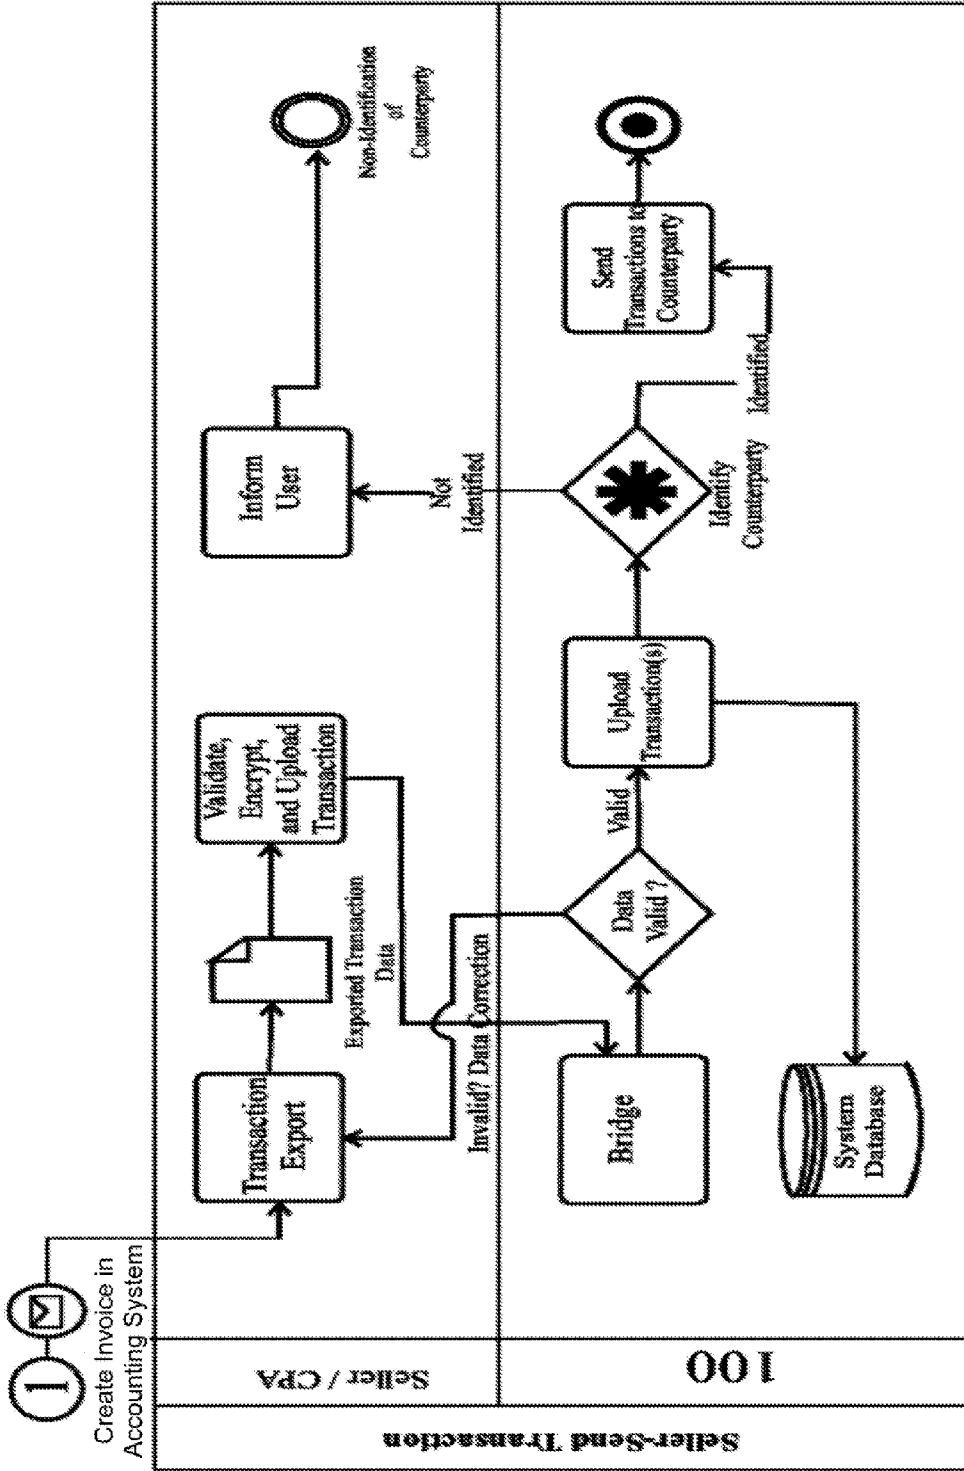 1
Create Invoice in
Accounting System
Seller-Send Transaction
Seller / CPA
100
Transaction
Export
Exported Transaction
Data
Validate,
Encrypt,
and Upload
Transaction
Invalid? Data Correction
Bridge
Data
Valid ?
Valid
Upload
Transaction(s)
System
Database
Identify
Counterparty
Not
Identified
Inform
User
Non-Identification
of
Counterparty
Identified
Send
Transactions to
Counterparty